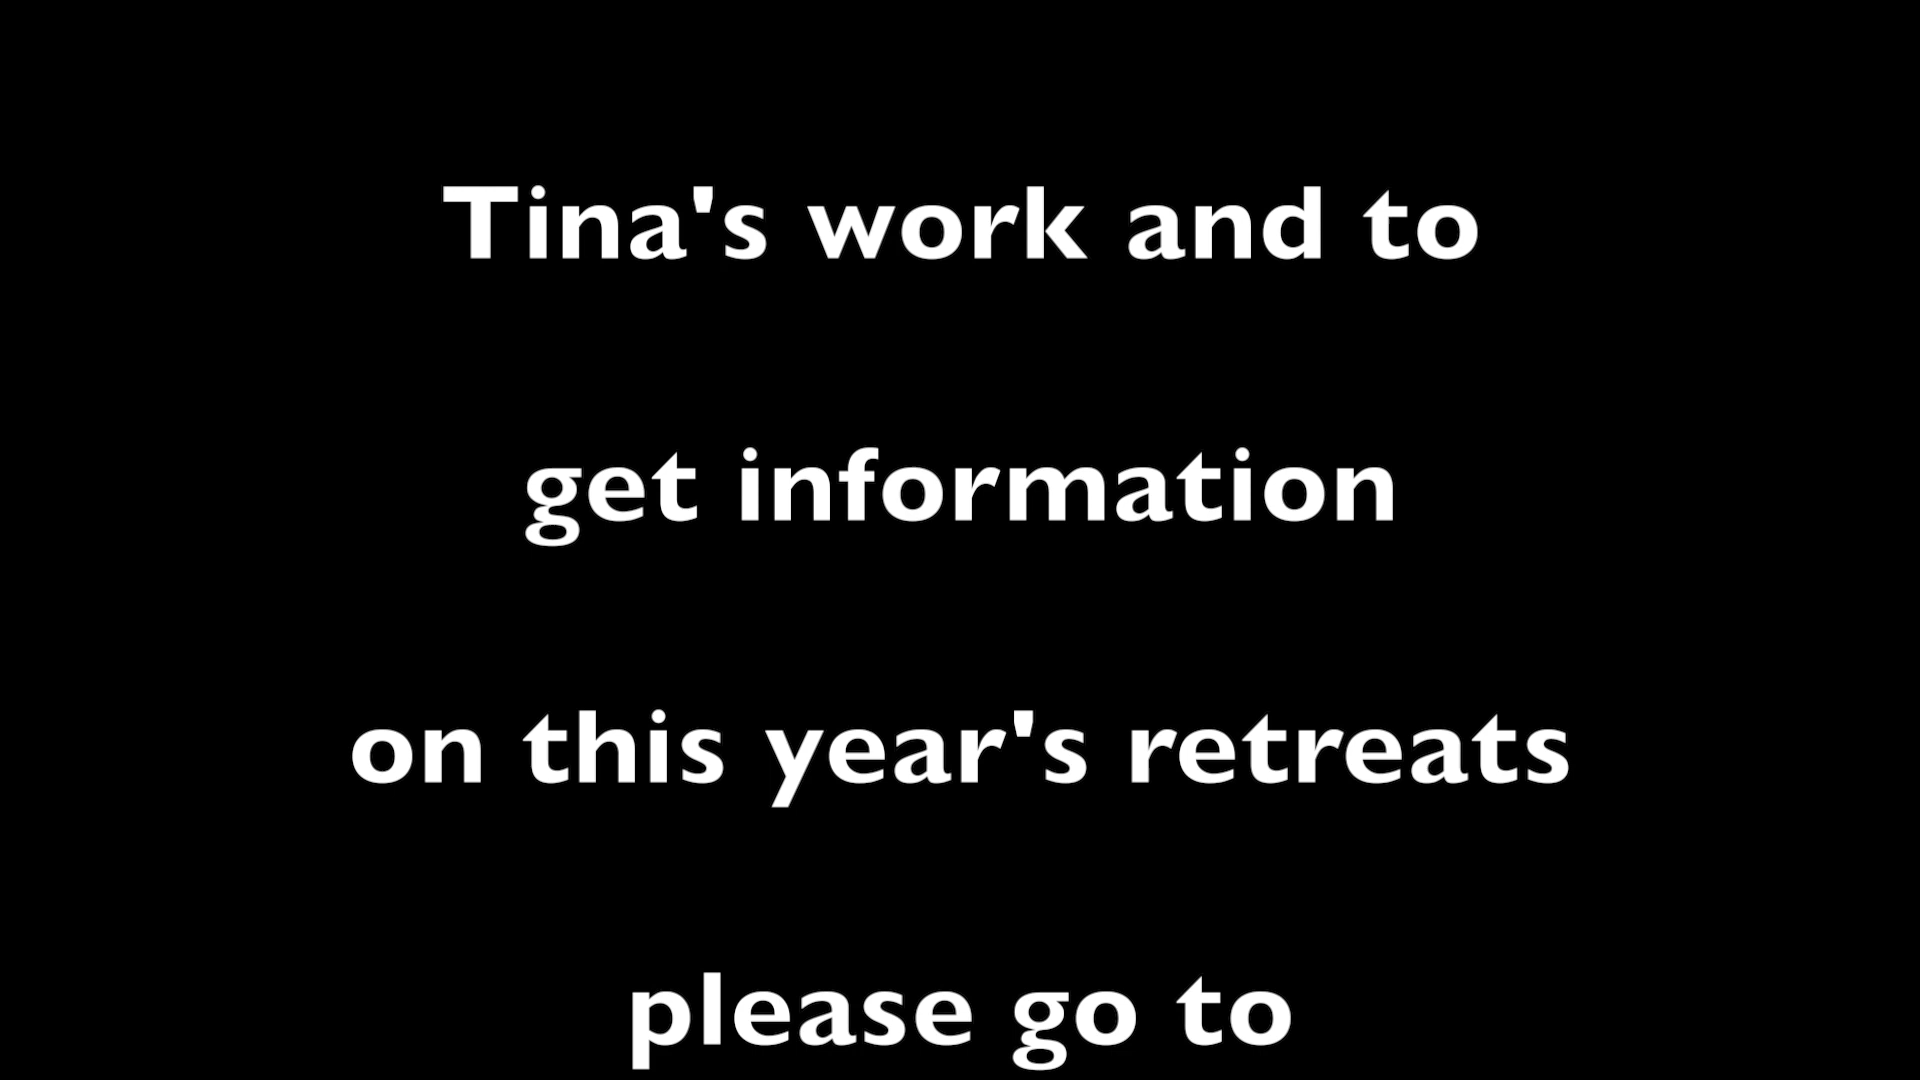 Tina's work and to
get information
on this year's retreats
please go to